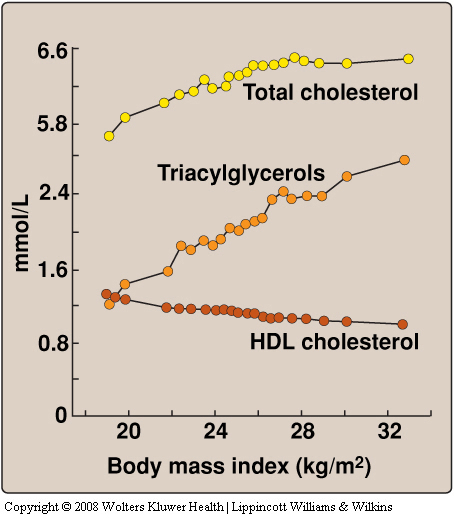 6.6
Total cholesterol
5.8
Triacylglycerols
2.4
mmol/L
1.6
HDL cholesterol
0.8
0
20 24 28 32
Body mass index (kg/m²)
Copyright © 2008 Wolters Kluwer Health | Lippincott Williams & Wilkins